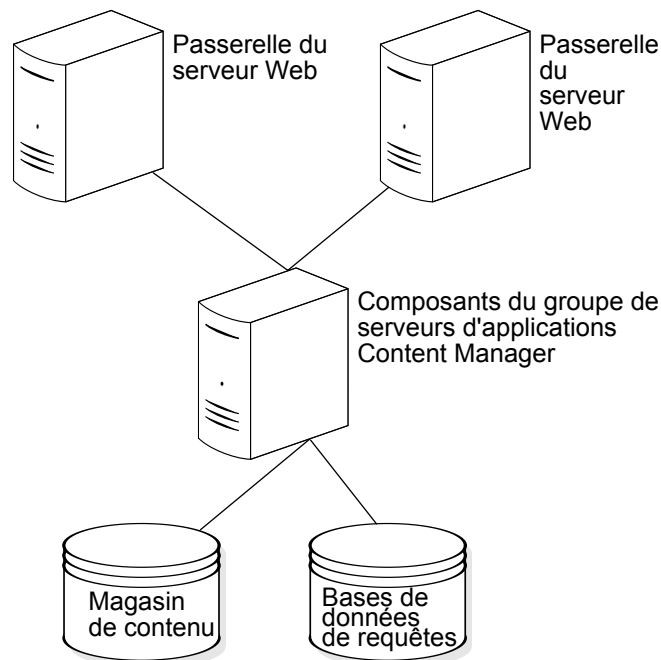 Passerelle du
serveur Web
Passerelle
du
serveur
Web
Composants du groupe de
serveurs d'applications
Content Manager
Magasin
de contenu
Bases de
données
de requêtes